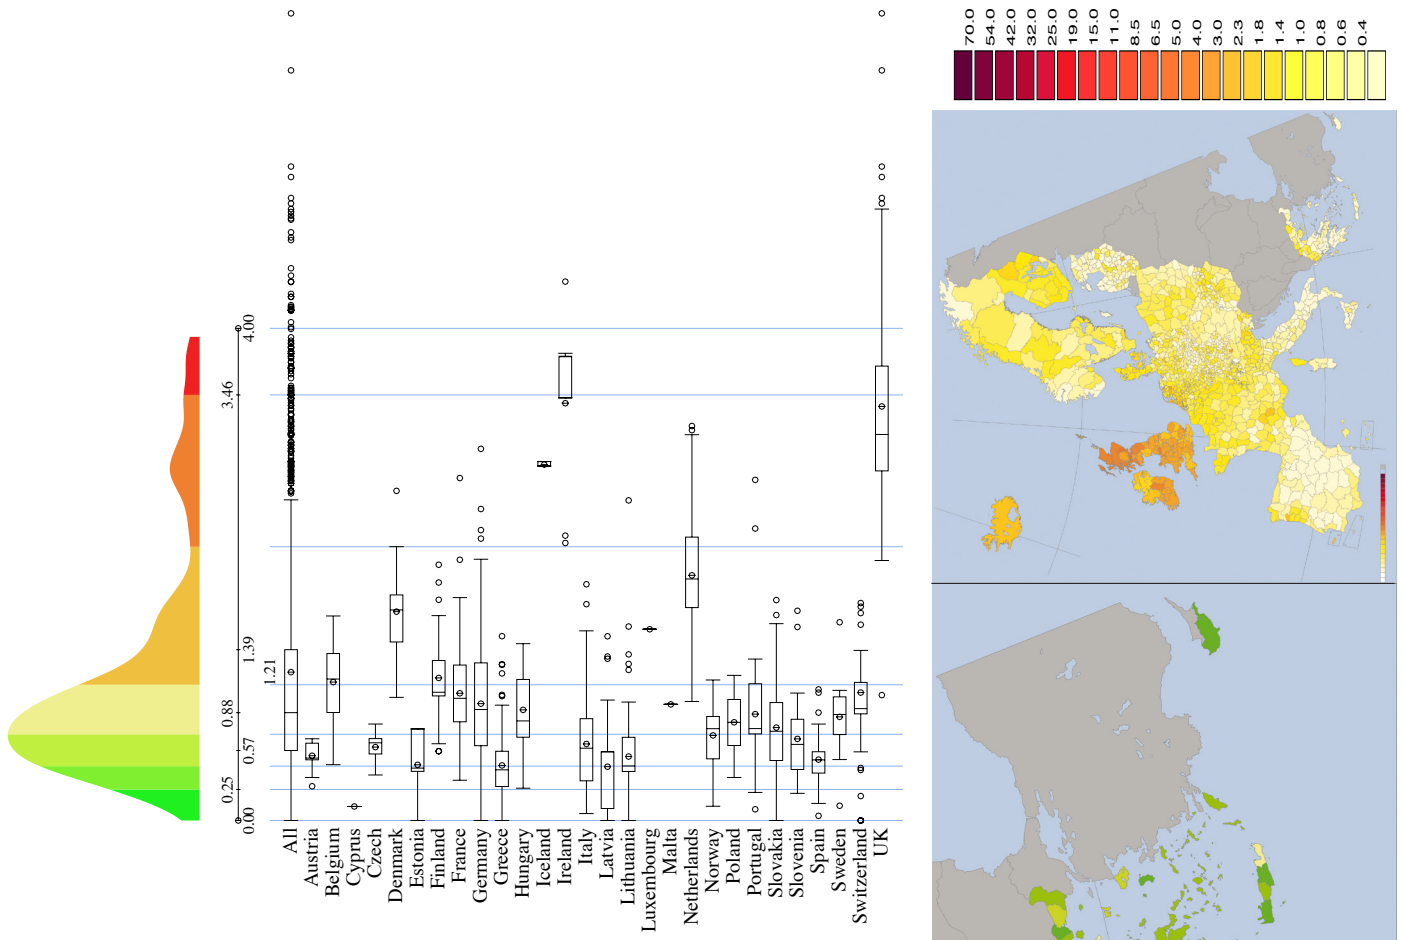 70.0
54.0
42.0
32.0
25.0
19.0
15.0
11.0
8.5
6.5
5.0
4.0
3.0
2.3
1.8
1.4
1.0
0.8
0.6
0.4
4.00
3.46
1.39
1.21
0.88
0.57
0.25
0.00
All
Austria
Belgium
Cyprus
Czech
Denmark
Estonia
Finland
France
Germany
Greece
Hungary
Iceland
Ireland
Italy
Latvia
Lithuania
Luxembourg
Malta
Netherlands
Norway
Poland
Portugal
Slovakia
Slovenia
Spain
Sweden
Switzerland
UK